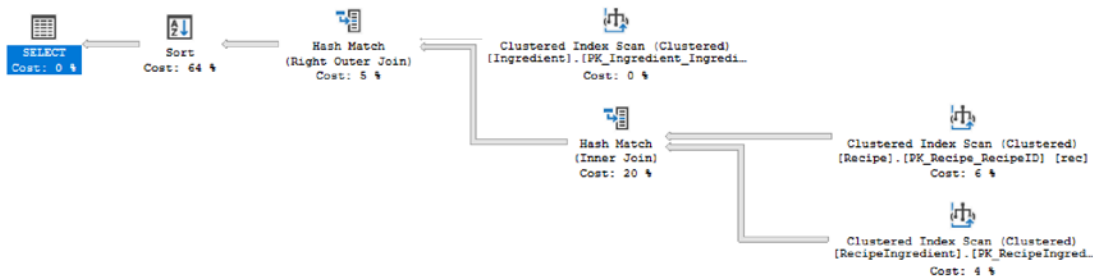 SELECT
Cost: 0 %
Sort
Cost: 64 %
Hash Match
(Right Outer Join)
Cost: 5 %
Clustered Index Scan (Clustered)
[Ingredient].[PK_Ingredient_Ingredi…
Cost: 0 %
Hash Match
(Inner Join)
Cost: 20 %
Clustered Index Scan (Clustered)
[Recipe].[PK_Recipe_RecipeID] [rec]
Cost: 6 %
Clustered Index Scan (Clustered)
[RecipeIngredient].[PK_RecipeIngred…
Cost: 4 %